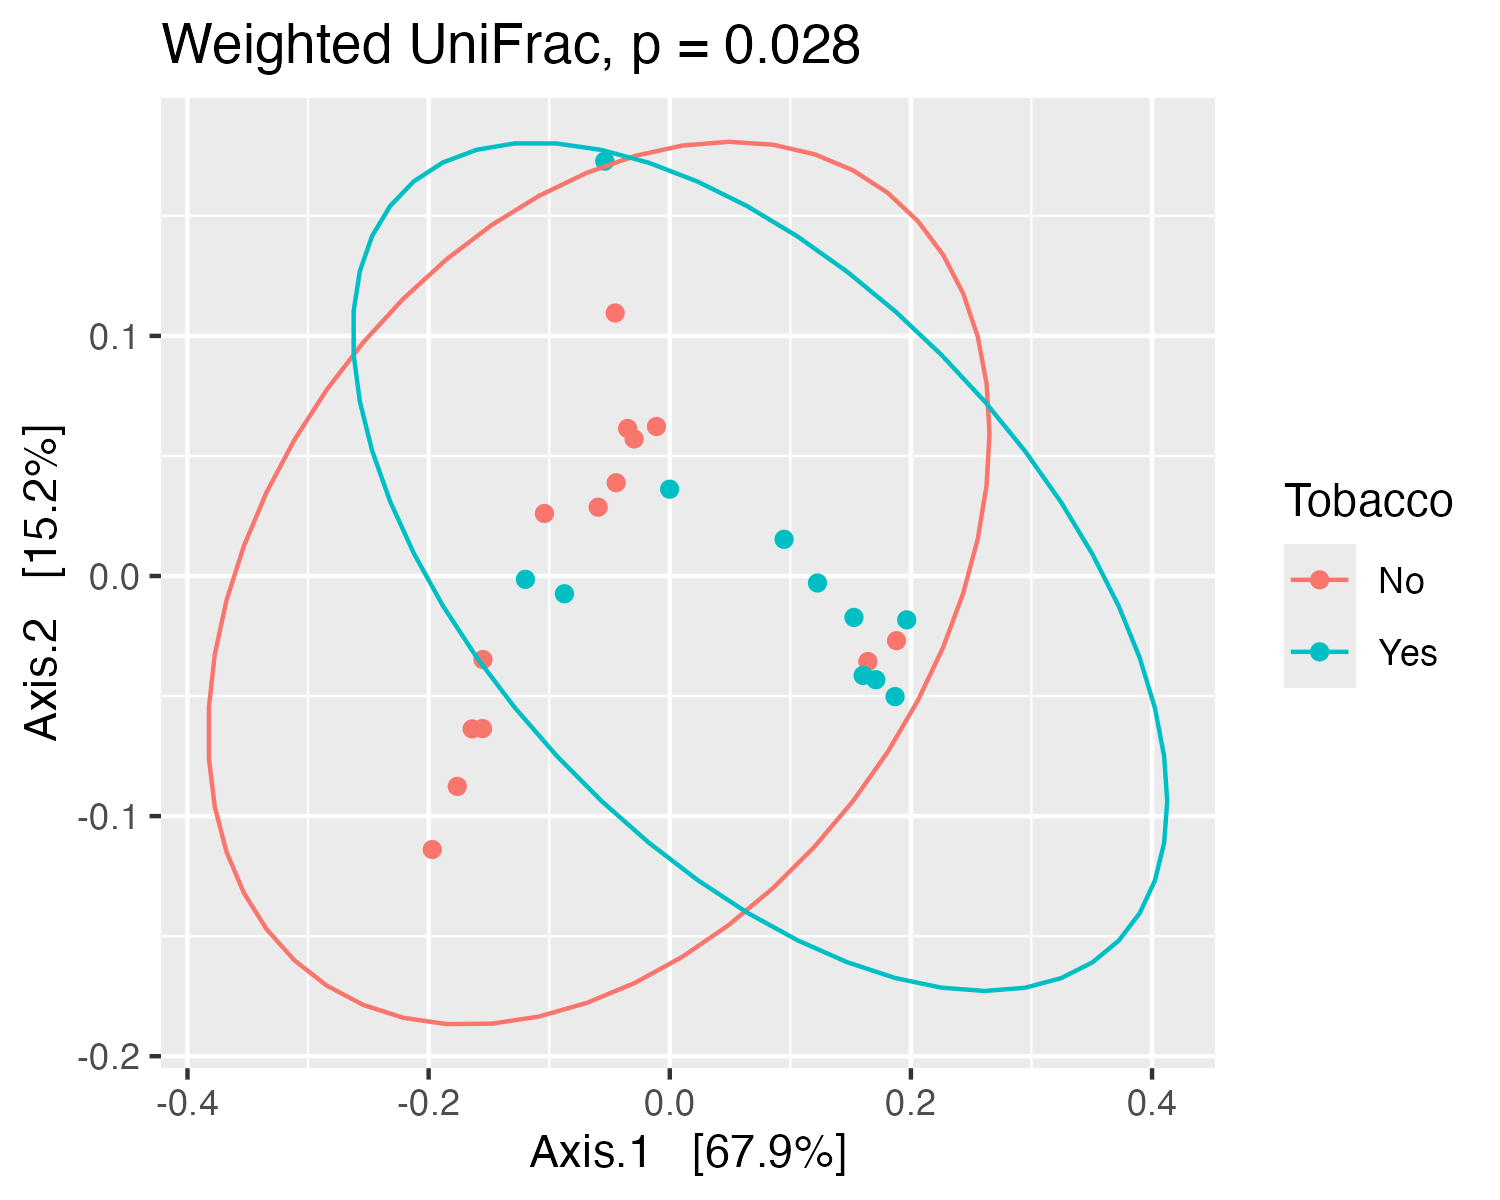 Weighted UniFrac, p = 0.028
Axis.2 [15.2%]
0.1
0.0
-0.1
-0.2
-0.4
-0.2
0.0
0.2
0.4
Axis.1 [67.9%]
Tobacco
No
Yes